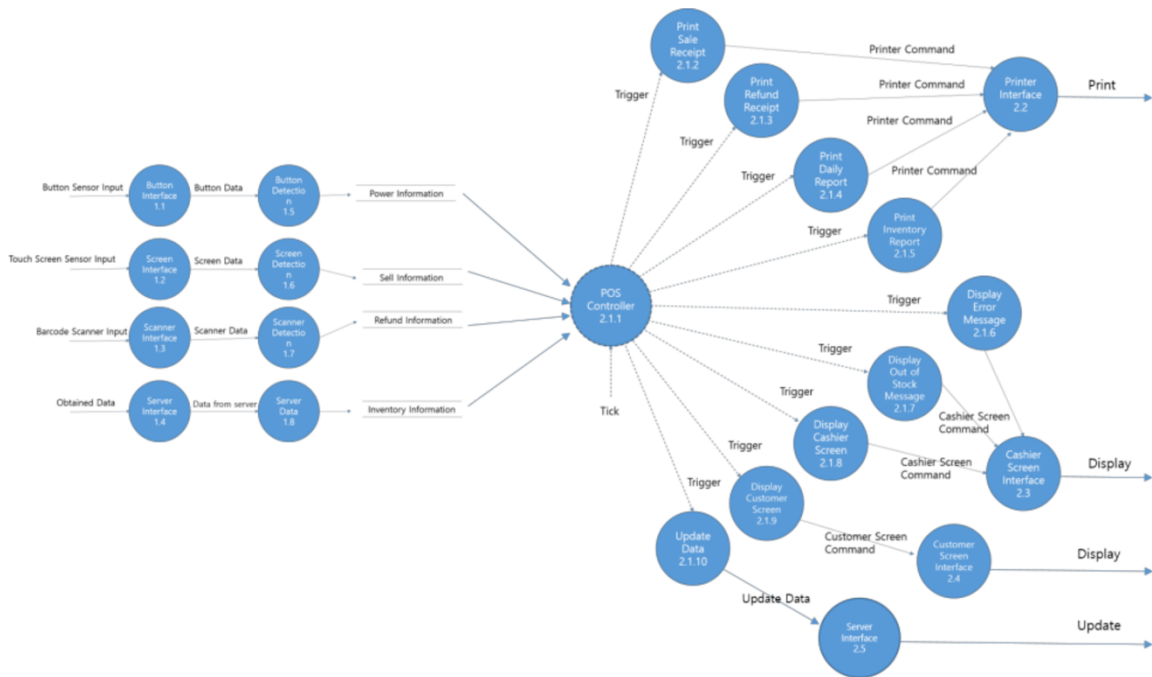 Print
Sale
Receipt
2.1.2
Printer Command
Trigger
Print
Refund
Receipt
2.1.3
Printer Command
Printer
Interface
2.2
Print
Trigger
Printer Command
Print
Daily
Report
2.1.4
Printer Command
Trigger
Print
Inventory
Report
2.1.5
Trigger
Button Sensor Input
Button
Interface
1.1
Button Data
Button
Detectio
n
1.5
Power Information
Touch Screen Sensor Input
Screen
Interface
1.2
Screen Data
Screen
Detectio
n
1.6
Sell Information
Barcode Scanner Input
Scanner
Interface
1.3
Scanner Data
Scanner
Detectio
n
1.7
Refund Information
Obtained Data
Server
Interface
1.4
Data from server
Server
Data
1.8
Inventory Information
POS
Controller
2.1.1
Tick
Trigger
Display
Error
Message
2.1.6
Trigger
Display
Out of
Stock
Message
2.1.7
Cashier Screen
Command
Trigger
Display
Cashier
Screen
2.1.8
Cashier Screen
Command
Cashier
Screen
Interface
2.3
Display
Trigger
Display
Customer
Screen
2.1.9
Customer Screen
Command
Customer
Screen
Interface
2.4
Display
Trigger
Update
Data
2.1.10
Update Data
Server
Interface
2.5
Update